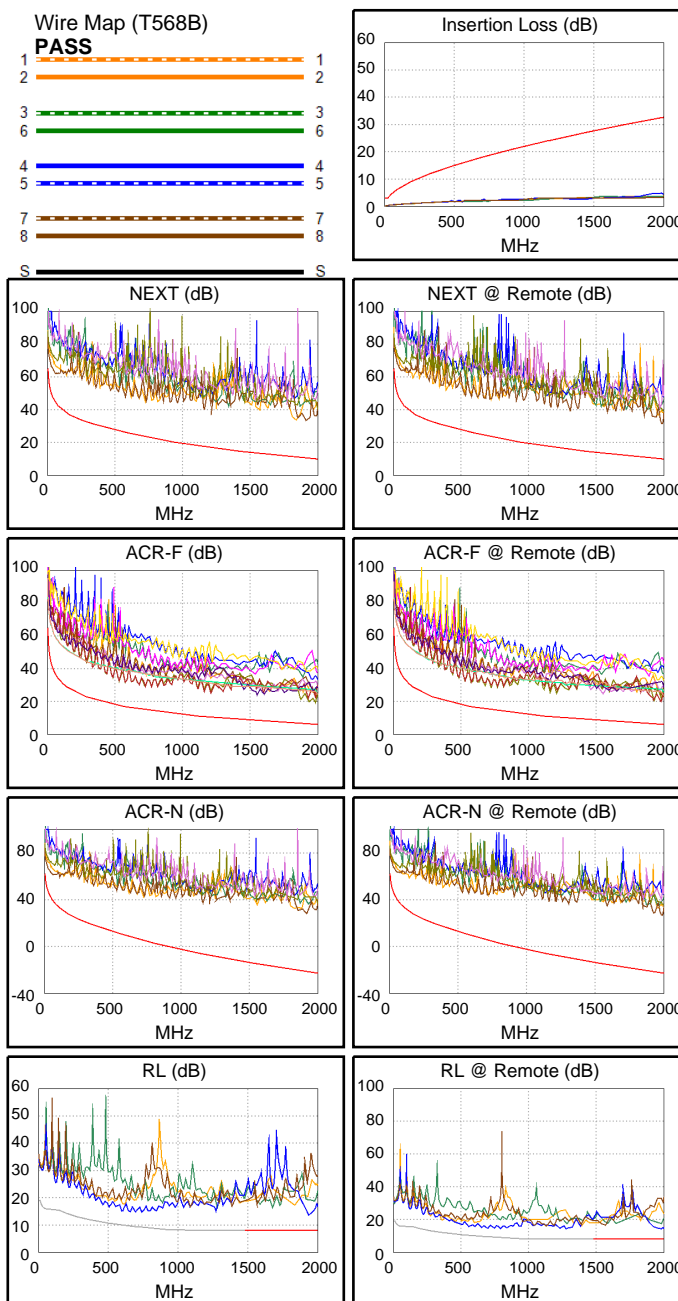 Wire Map (T568B)
PASS
1 1
2 2
3 3
6 6
4 4
5 5
7 7
8 8
S S
Insertion Loss (dB)
60
50
40
30
20
10
0
0 500 1000 1500 2000
MHz
NEXT (dB)
100
80
60
40
20
0
0 500 1000 1500 2000
MHz
NEXT @ Remote (dB)
100
80
60
40
20
0
0 500 1000 1500 2000
MHz
ACR-F (dB)
100
80
60
40
20
0
0 500 1000 1500 2000
MHz
ACR-F @ Remote (dB)
100
80
60
40
20
0
0 500 1000 1500 2000
MHz
ACR-N (dB)
80
40
0
-40
0 500 1000 1500 2000
MHz
ACR-N @ Remote (dB)
80
40
0
-40
0 500 1000 1500 2000
MHz
RL (dB)
60
50
40
30
20
10
0
0 500 1000 1500 2000
MHz
RL @ Remote (dB)
100
80
60
40
20
0
0 500 1000 1500 2000
MHz